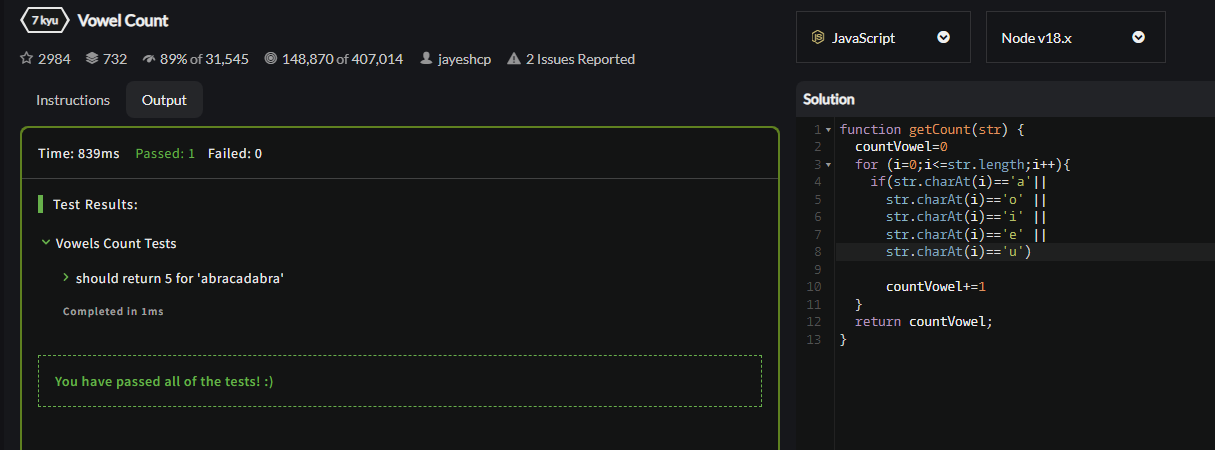 7 kyu Vowel Count
2984 732 89% of 31,545 148,870 of 407,014 jayeshcp 2 Issues Reported
Instructions Output
Time: 839ms Passed: 1 Failed: 0
Test Results:
Vowels Count Tests
should return 5 for 'abracadabra'
Completed in 1ms
You have passed all of the tests! :)
JS JavaScript Node v18.x
Solution
1 function getCount(str) {
2 countVowel=0
3 for (i=0;i<=str.length;i++){
4 if(str.charAt(i)=='a'||
5 str.charAt(i)=='o' ||
6 str.charAt(i)=='i' ||
7 str.charAt(i)=='e' ||
8 str.charAt(i)=='u')
9
10 countVowel+=1
11 }
12 return countVowel;
13 }